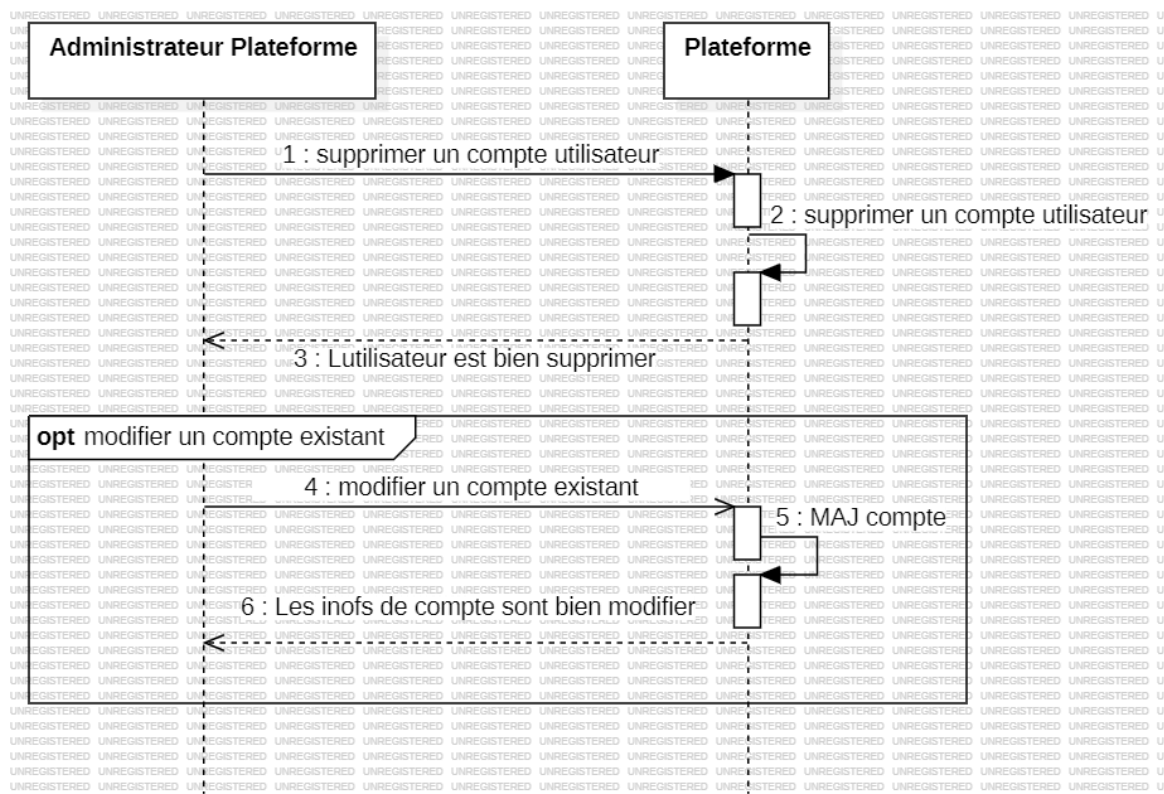 Administrateur Plateforme
Plateforme
1 : supprimer un compte utilisateur
2 : supprimer un compte utilisateur
3 : Lutilisateur est bien supprimer
opt modifier un compte existant
4 : modifier un compte existant
5 : MAJ compte
6 : Les inofs de compte sont bien modifier
UNREGISTERED